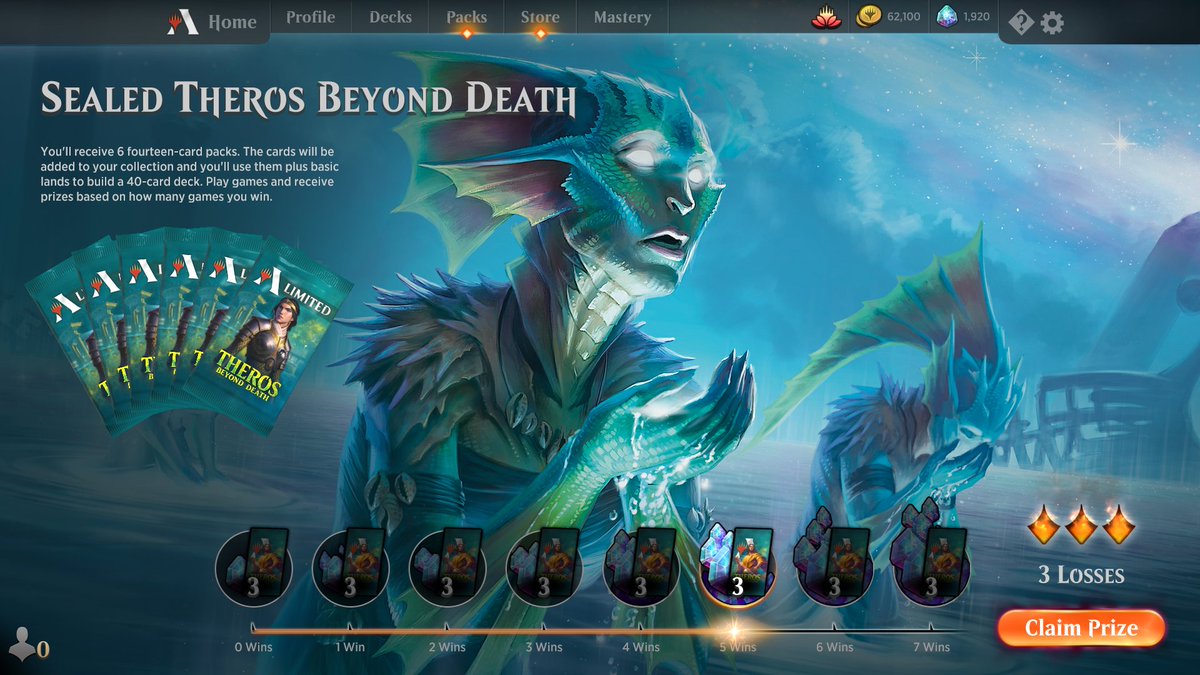 Home
Profile
Decks
Packs
Store
Mastery
62,100
1,920
Sealed Theros Beyond Death
You'll receive 6 fourteen-card packs. The cards will
be added to your collection and you'll use them plus basic
lands to build a 40-card deck. Play games and receive
prizes based on how many games you win.
LIMITED
THEROS
BEYOND DEATH
3
3
3
3
3
3
3
3
3 Losses
Claim Prize
0 Wins
1 Win
2 Wins
3 Wins
4 Wins
5 Wins
6 Wins
7 Wins
0